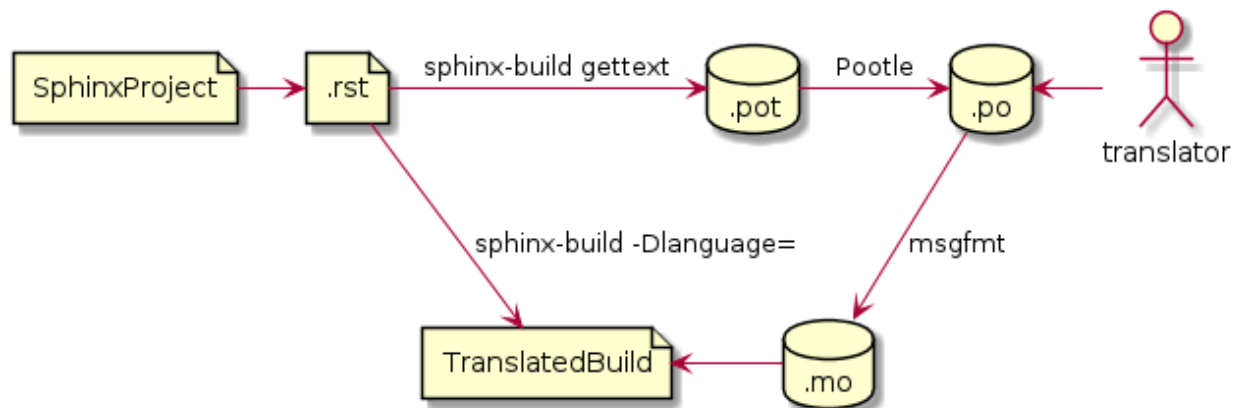 SphinxProject
.rst
sphinx-build gettext
.pot
Pootle
.po
translator
sphinx-build -Dlanguage=
msgfmt
TranslatedBuild
.mo